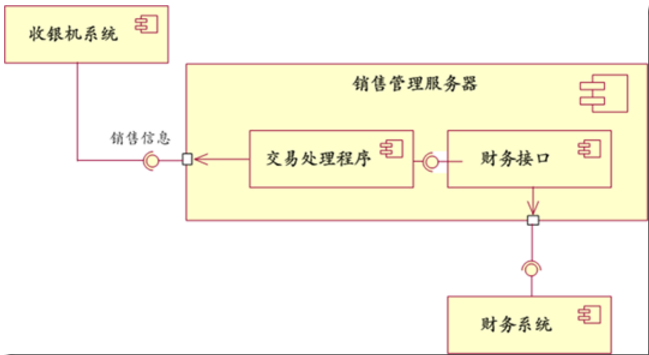 收银机系统
销售管理服务器
销售信息
交易处理程序
财务接口
财务系统